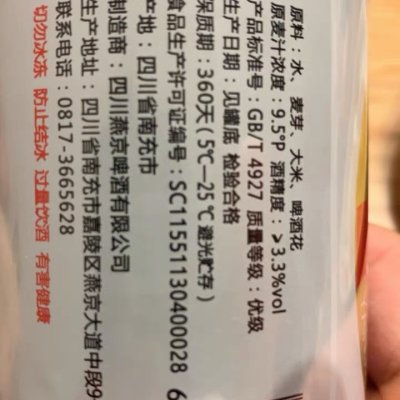 原料：水、麦芽、大米、啤酒花
原麦汁浓度：9.5°P 酒精度：≥3.3%vol
产品标准号：GB/T 4927 质量等级：优级
生产日期：见罐底 检验合格
保质期：360天(5℃—25℃避光贮存)
食品生产许可证编号：SC11551130400028 6
产地：四川省南充市
制造商：四川燕京啤酒有限公司
生产地址：四川省南充市嘉陵区燕京大道中段9
联系电话：0817-3665628
切勿冰冻 防止结冰 过量饮酒 有害健康